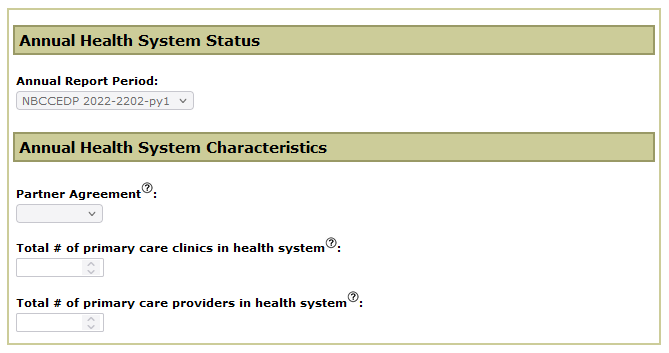 Annual Health System Status
Annual Report Period:
NBCCEDP 2022-2202-py1
Annual Health System Characteristics
Partner Agreement?:
Total # of primary care clinics in health system?:
Total # of primary care providers in health system?: